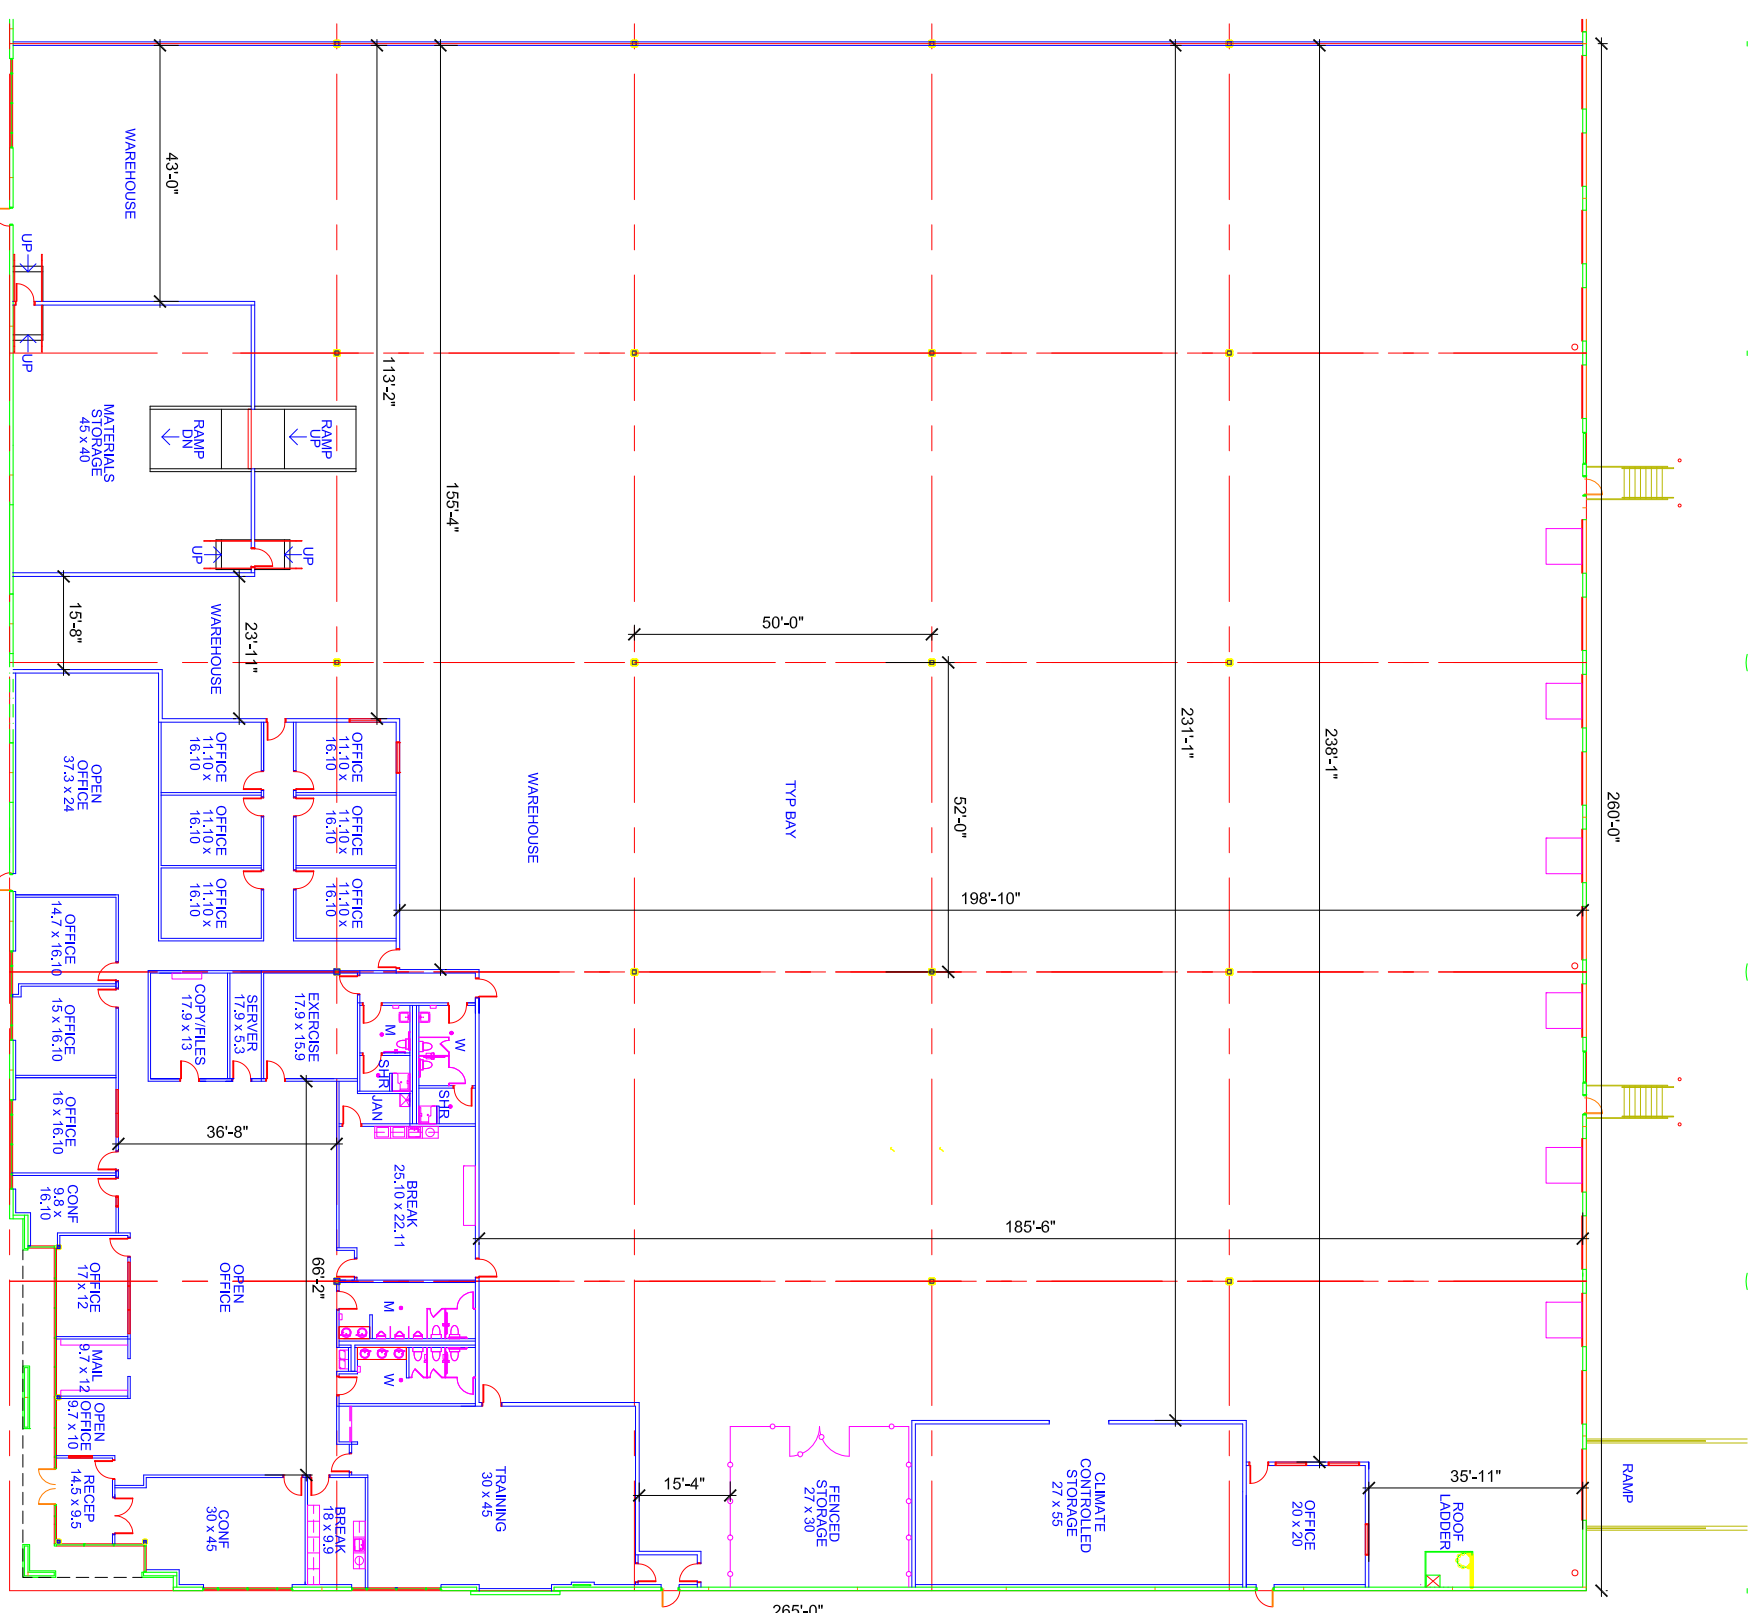 WAREHOUSE
43'-0"
UP
UP
MATERIALS
STORAGE
45 x 40
RAMP
DN
RAMP
UP
113'-2"
155'-4"
UP
UP
15'-8"
WAREHOUSE
23'-11"
50'-0"
52'-0"
TYP BAY
WAREHOUSE
231'-1"
238'-1"
260'-0"
198'-10"
OPEN
OFFICE
37.3 x 24
OFFICE
11.10 x
16.10
OFFICE
11.10 x
16.10
OFFICE
11.10 x
16.10
OFFICE
11.10 x
16.10
OFFICE
11.10 x
16.10
OFFICE
11.10 x
16.10
OFFICE
14.7 x 16.10
OFFICE
15 x 16.10
OFFICE
16 x 16.10
CONF
9.8 x
16.10
COPY/FILES
17.9 x 13
SERVER
17.9 x 5.3
EXERCISE
17.9 x 15.9
M
W
SHR
SHR
JAN
36'-8"
BREAK
25.10 x 22.11
185'-6"
66'-2"
OPEN
OFFICE
OFFICE
17 x 12
MAIL
9.7 x 12
OPEN
OFFICE
9.7 x 10
RECEP
14.5 x 9.5
M
W
CONF
30 x 45
BREAK
18 x 9.9
TRAINING
30 x 45
15'-4"
FENCED
STORAGE
27 x 30
CLIMATE
CONTROLLED
STORAGE
27 x 55
OFFICE
20 x 20
35'-11"
ROOF
LADDER
RAMP
265'-0"